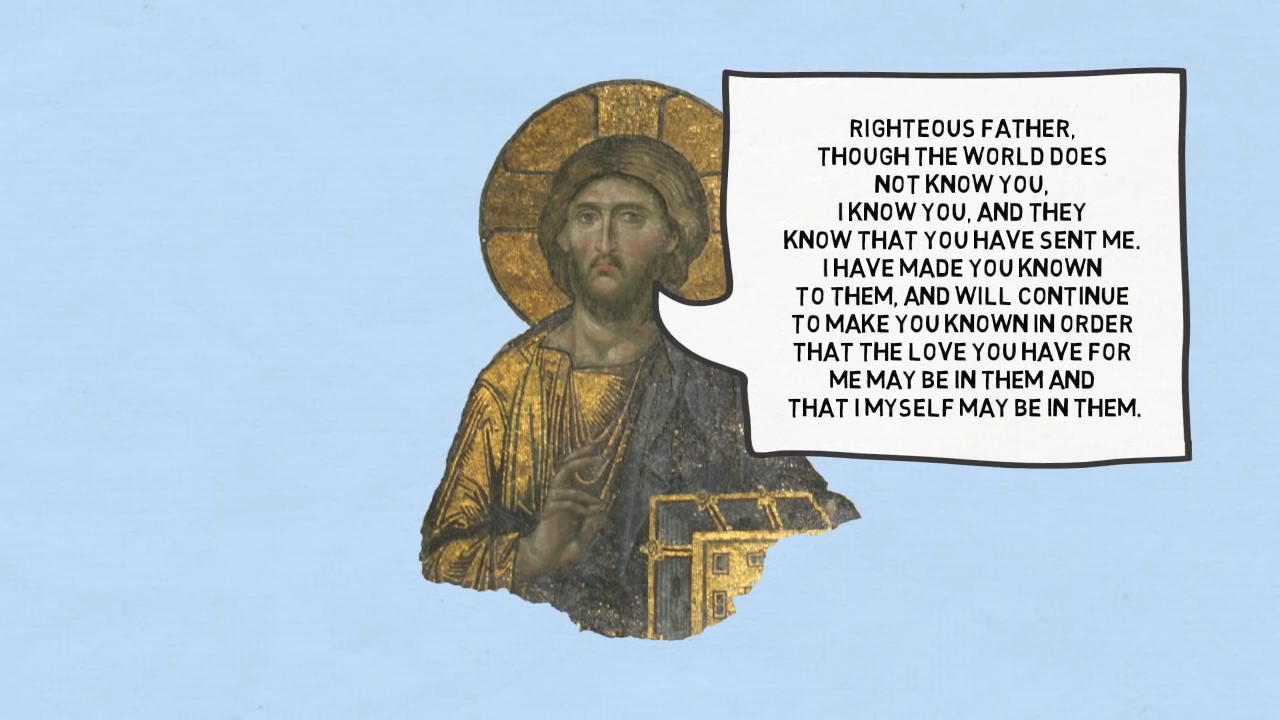 RIGHTEOUS FATHER,
THOUGH THE WORLD DOES
NOT KNOW YOU,
I KNOW YOU, AND THEY
KNOW THAT YOU HAVE SENT ME.
I HAVE MADE YOU KNOWN
TO THEM, AND WILL CONTINUE
TO MAKE YOU KNOWN IN ORDER
THAT THE LOVE YOU HAVE FOR
ME MAY BE IN THEM AND
THAT I MYSELF MAY BE IN THEM.